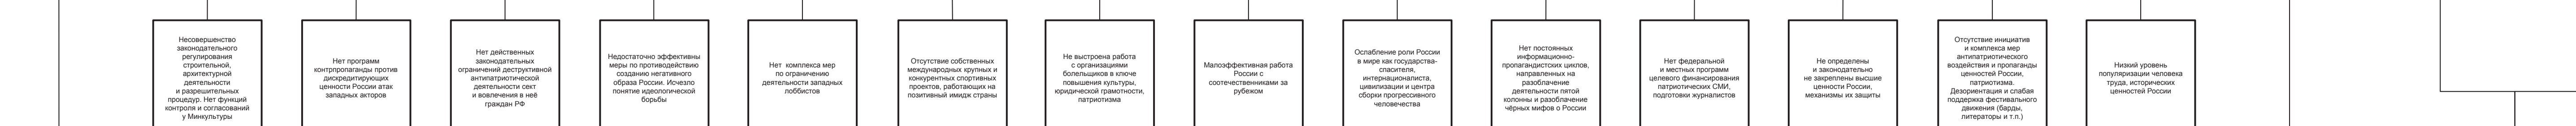 Несовершенство
законодательного
регулирования
строительной,
архитектурной
деятельности
и разрешительных
процедур. Нет функций
контроля и согласований
у Минкультуры
Нет программ
контрпропаганды против
дискредитирующих
ценности России атак
западных акторов
Нет действенных
законодательных
ограничений деструктивной
антипатриотической
деятельности сект
и вовлечения в неё
граждан РФ
Недостаточно эффективны
меры по противодействию
созданию негативного
образа России. Исчезло
понятие идеологической
борьбы
Нет комплекса мер
по ограничению
деятельности западных
лоббистов
Отсутствие собственных
международных крупных и
конкурентных спортивных
проектов, работающих на
позитивный имидж страны
Не выстроена работа
с организациями
болельщиков в ключе
повышения культуры,
юридической грамотности,
патриотизма
Малоэффективная работа
России с
соотечественниками за
рубежом
Ослабление роли России
в мире как государства-
спасителя,
интернационалиста,
цивилизации и центра
сборки прогрессивного
человечества
Нет постоянных
информационно-
пропагандистских циклов,
направленных на
разоблачение
деятельности пятой
колонны и разоблачение
чёрных мифов о России
Нет федеральной
и местных программ
целевого финансирования
патриотических СМИ,
подготовки журналистов
Не определены
и законодательно
не закреплены высшие
ценности России,
механизмы их защиты
Отсутствие инициатив
и комплекса мер
антипатриотического
воздействия и пропаганды
ценностей России,
патриотизма.
Дезориентация и слабая
поддержка фестивального
движения (барды,
литераторы и т.п.)
Низкий уровень
популяризации человека
труда, исторических
ценностей России